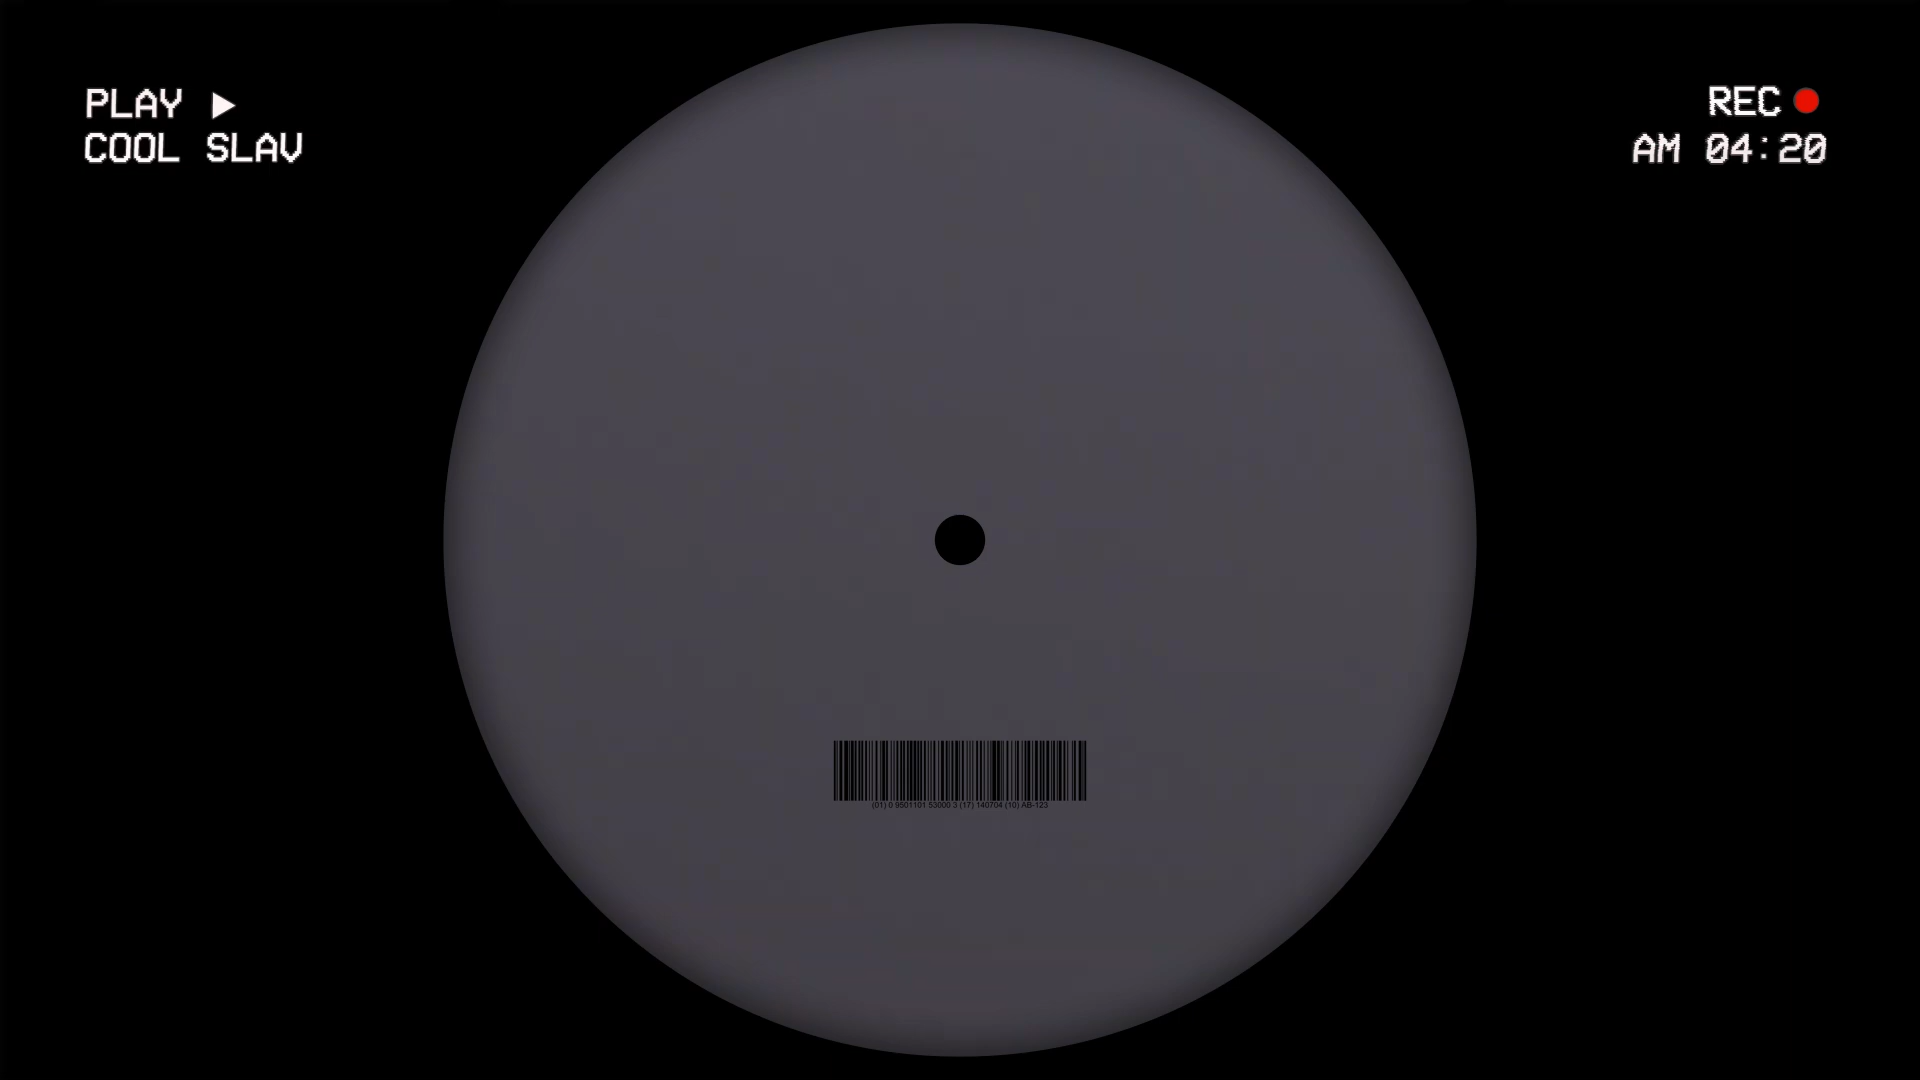 PLAY ▶
COOL SLAV
REC
AM 04:20
(01) 0 9501101 53000 3 (17) 140704 (10) AB-123